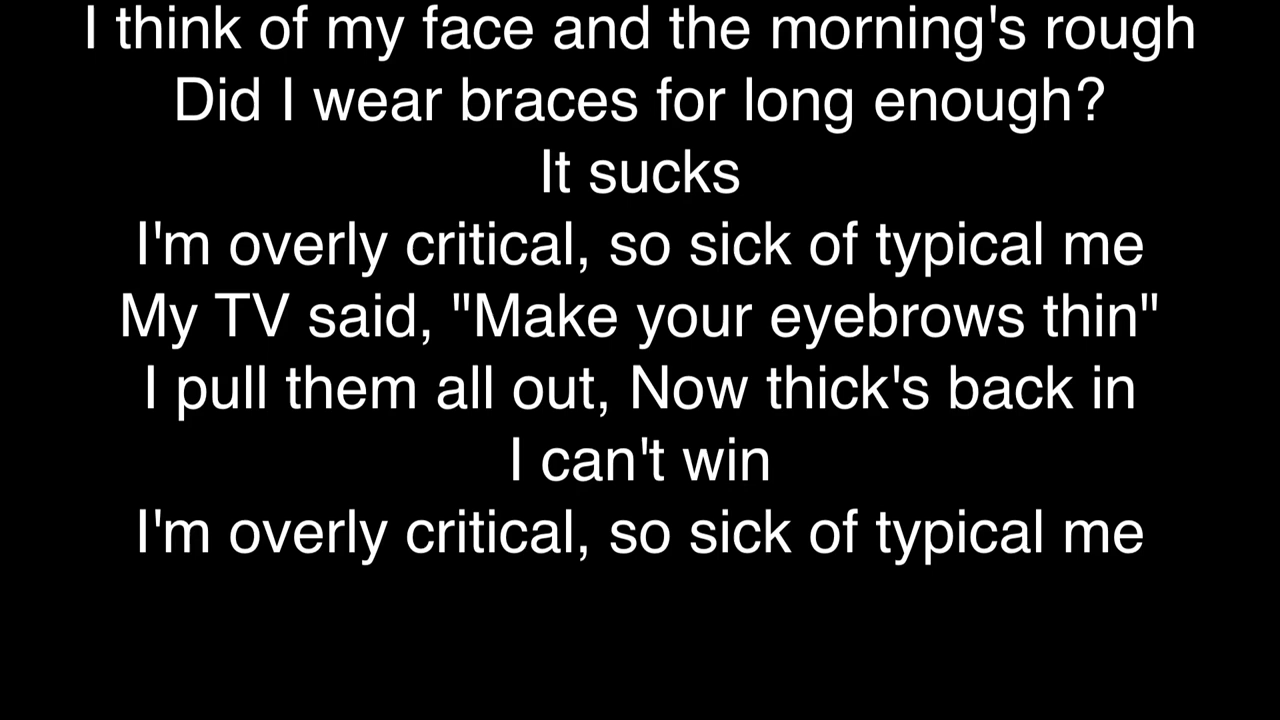 I think of my face and the morning's rough
Did I wear braces for long enough?
It sucks
I'm overly critical, so sick of typical me
My TV said, "Make your eyebrows thin"
I pull them all out, Now thick's back in
I can't win
I'm overly critical, so sick of typical me